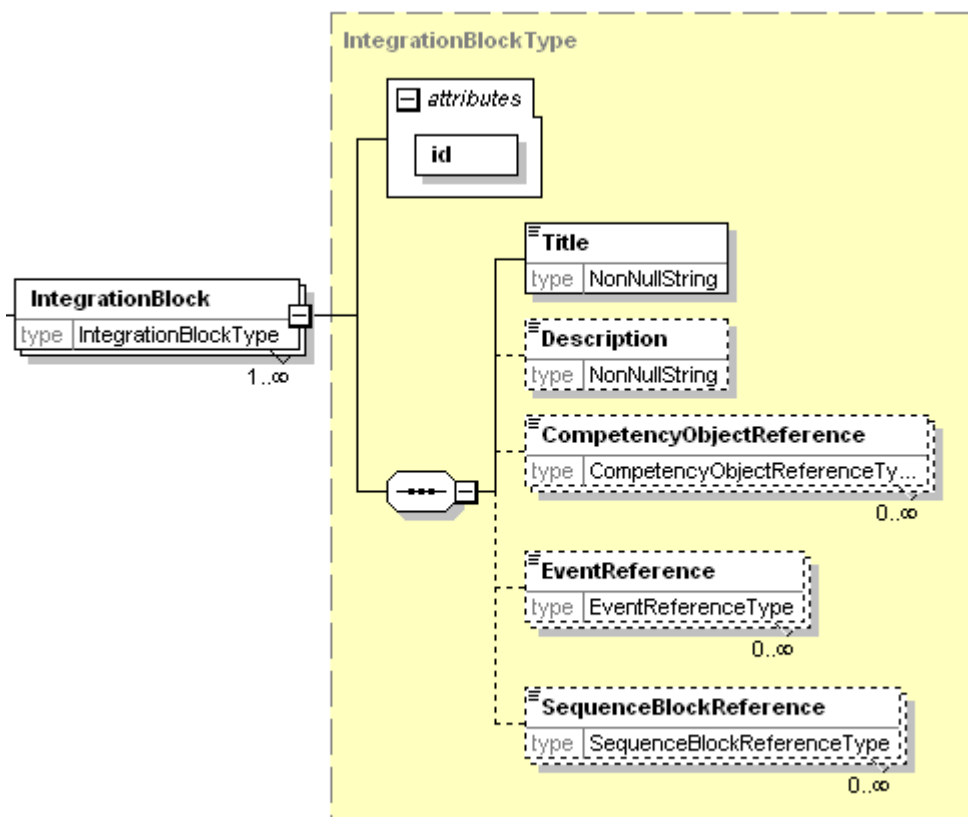 IntegrationBlockType
attributes
id
IntegrationBlock
type IntegrationBlockType
1..∞
Title
type NonNullString
Description
type NonNullString
CompetencyObjectReference
type CompetencyObjectReferenceTy...
0..∞
EventReference
type EventReferenceType
0..∞
SequenceBlockReference
type SequenceBlockReferenceType
0..∞